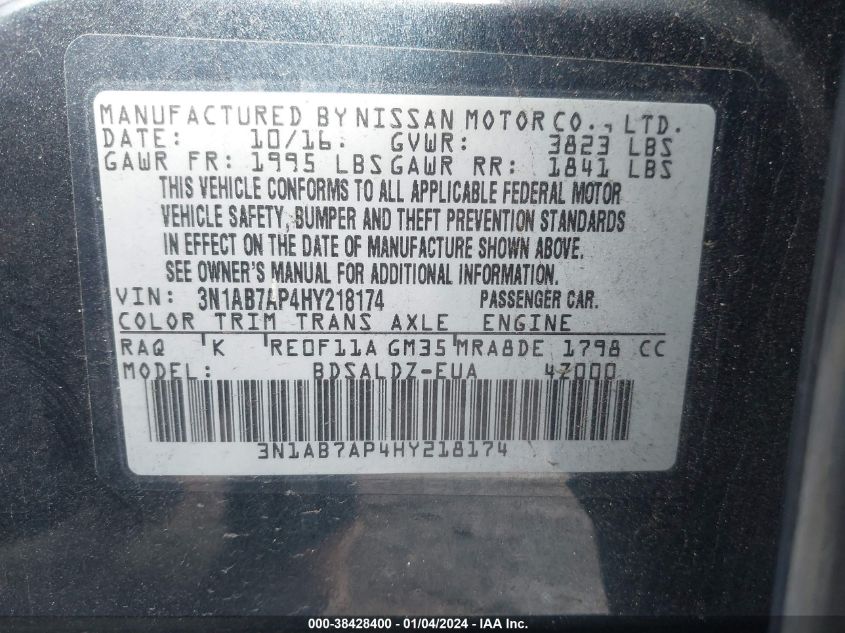 MANUFACTURED BY NISSAN MOTOR CO., LTD.
DATE: 10/16. GVWR: 3823 LBS
GAWR FR: 1995 LBS GAWR RR: 1841 LBS
THIS VEHICLE CONFORMS TO ALL APPLICABLE FEDERAL MOTOR
VEHICLE SAFETY, BUMPER AND THEFT PREVENTION STANDARDS
IN EFFECT ON THE DATE OF MANUFACTURE SHOWN ABOVE.
SEE OWNER'S MANUAL FOR ADDITIONAL INFORMATION.
VIN: 3N1AB7AP4HY218174 PASSENGER CAR.
COLOR TRIM TRANS AXLE ENGINE
RAQ K RE0F11A GM35 MRA8DE 1798 CC
MODEL: BDSALDZ-EUA 4Z000
3N1AB7AP4HY218174
000-38428400 - 01/04/2024 - IAA Inc.